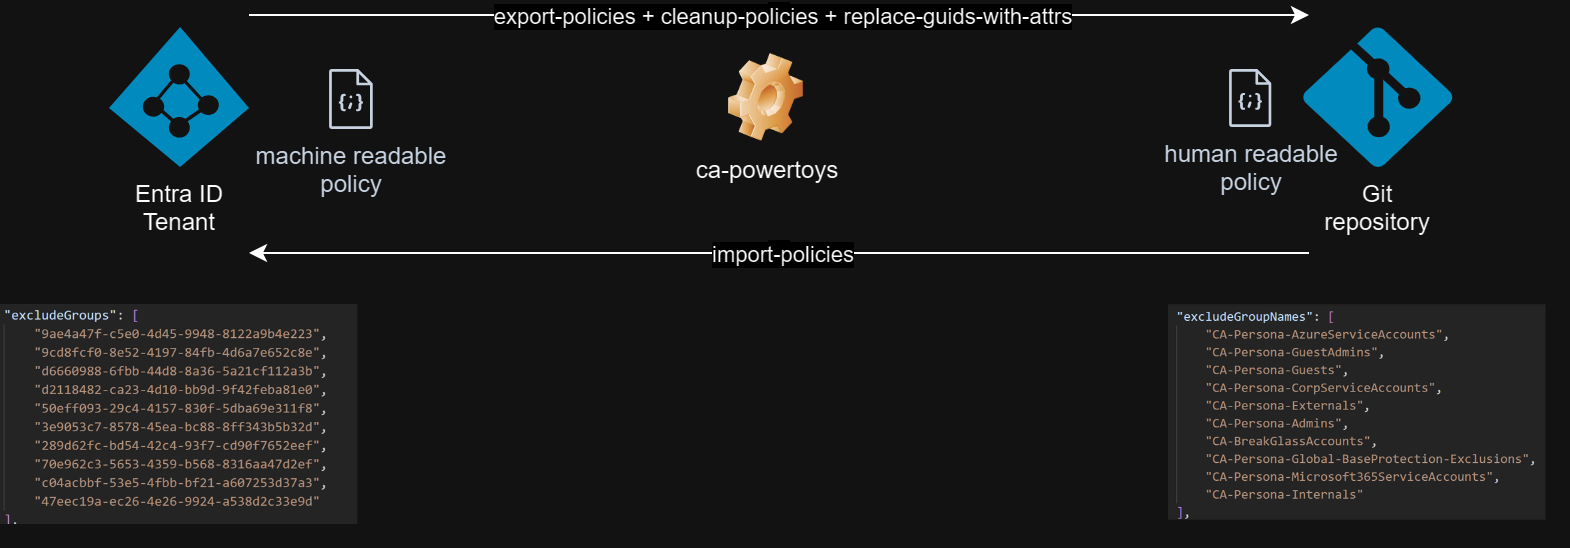 export-policies + cleanup-policies + replace-guids-with-attrs
{;}
machine readable
policy
Entra ID
Tenant
ca-powertoys
{;}
human readable
policy
Git
repository
import-policies
"excludeGroups": [
"9ae4a47f-c5e0-4d45-9948-8122a9b4e223",
"9cd8fcf0-8e52-4197-84fb-4d6a7e652c8e",
"d6660988-6fbb-44d8-8a36-5a21cf112a3b",
"d2118482-ca23-4d10-bb9d-9f42feba81e0",
"50eff093-29c4-4157-830f-5dba69e311f8",
"3e9053c7-8578-45ea-bc88-8ff343b5b32d",
"289d62fc-bd54-42c4-93f7-cd90f7652eef",
"70e962c3-5653-4359-b568-8316aa47d2ef",
"c04acbbf-53e5-4fbb-bf21-a607253d37a3",
"47eec19a-ec26-4e26-9924-a538d2c33e9d"
],
"excludeGroupNames": [
"CA-Persona-AzureServiceAccounts",
"CA-Persona-GuestAdmins",
"CA-Persona-Guests",
"CA-Persona-CorpServiceAccounts",
"CA-Persona-Externals",
"CA-Persona-Admins",
"CA-BreakGlassAccounts",
"CA-Persona-Global-BaseProtection-Exclusions",
"CA-Persona-Microsoft365ServiceAccounts",
"CA-Persona-Internals"
],